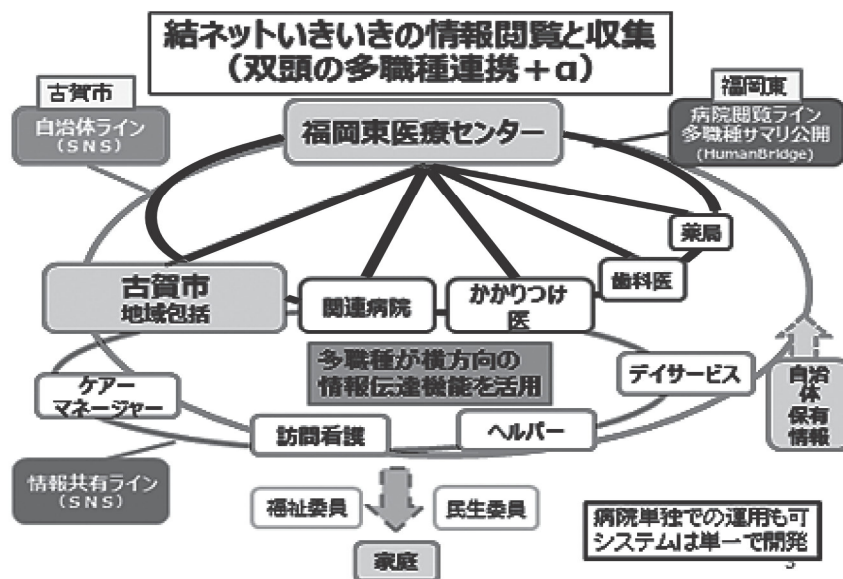 結ネットいきいきの情報閲覧と収集
（双頭の多職種連携＋α）
古賀市
自治体ライン
（SNS）
福岡東
病院閲覧ライン
多職種サマリ公開
(HumanBridge)
福岡東医療センター
薬局
歯科医
かかりつけ
医
関連病院
古賀市
地域包括
多職種が横方向の
情報伝達機能を活用
デイサービス
自治
体
保有
情報
ケアー
マネージャー
訪問看護
ヘルパー
情報共有ライン
（SNS）
福祉委員
民生委員
家庭
病院単独での運用も可
システムは単一で開発
3